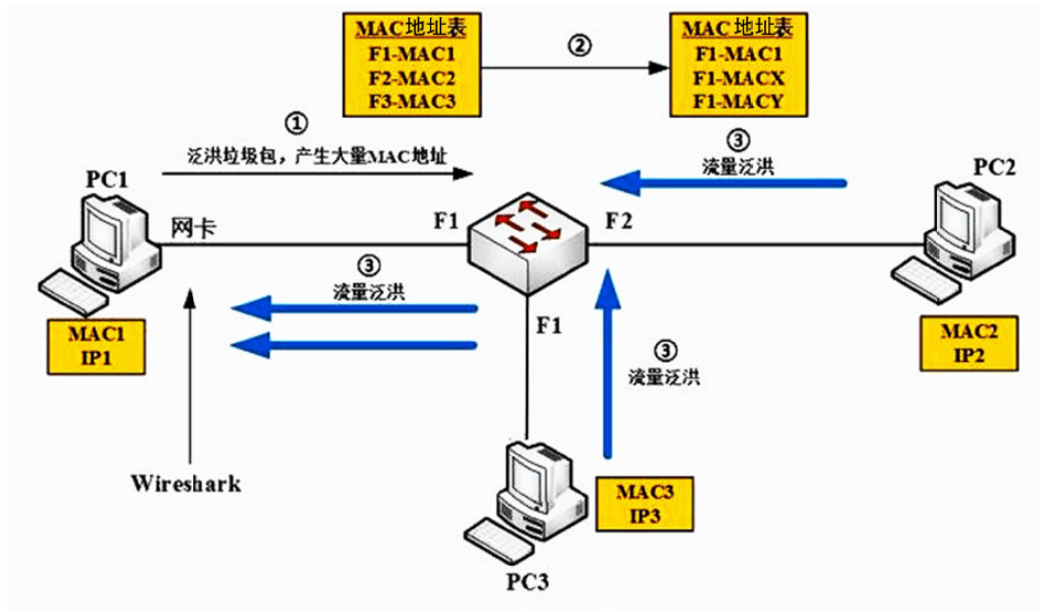 MAC地址表
F1-MAC1
F2-MAC2
F3-MAC3
②
MAC地址表
F1-MAC1
F1-MACX
F1-MACY
①
泛洪垃圾包，产生大量MAC地址
③
流量泛洪
PC1
PC2
网卡
F1
F2
③
流量泛洪
MAC1
IP1
F1
③
流量泛洪
MAC2
IP2
Wireshark
MAC3
IP3
PC3